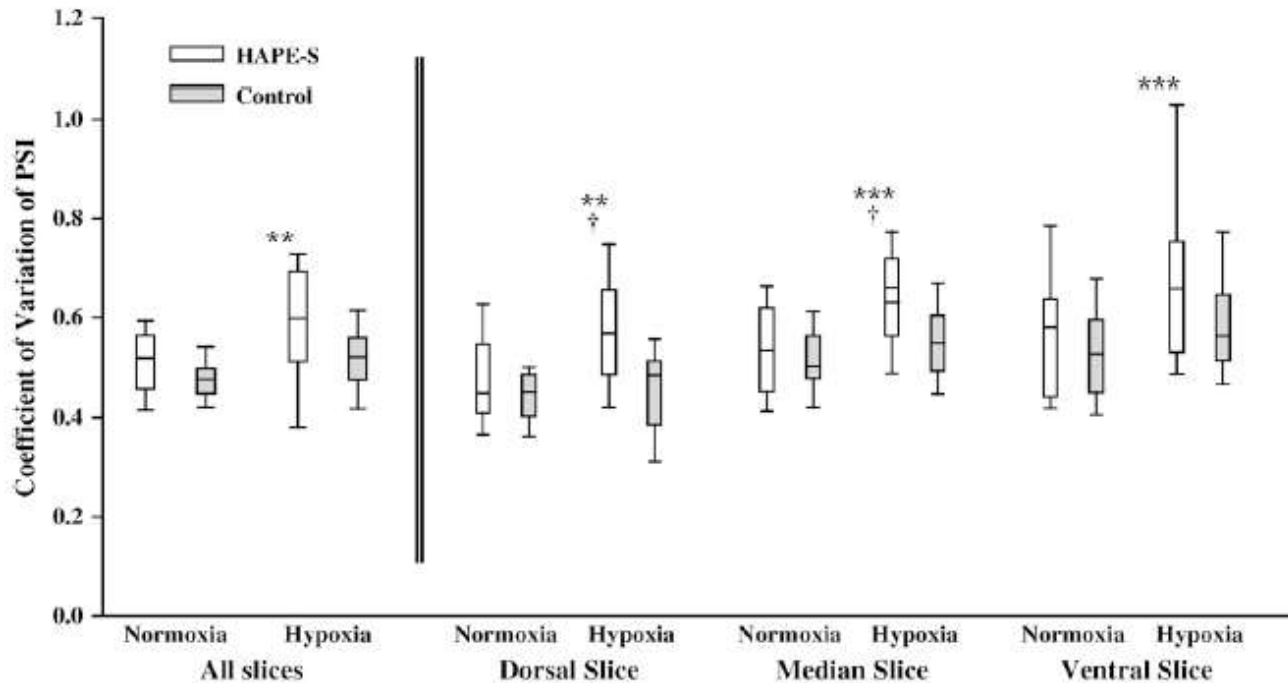 1.2
1.0
0.8
0.6
0.4
0.2
0.0
Coefficient of Variation of PSI
HAPE-S
Control
**
**
†
***
†
***
Normoxia Hypoxia Normoxia Hypoxia Normoxia Hypoxia Normoxia Hypoxia
All slices Dorsal Slice Median Slice Ventral Slice